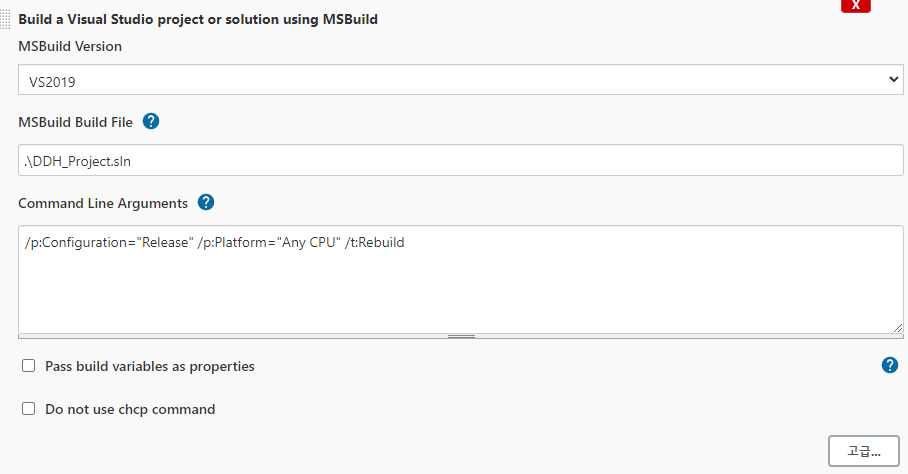 X
Build a Visual Studio project or solution using MSBuild
MSBuild Version
VS2019
MSBuild Build File ?
.\DDH_Project.sln
Command Line Arguments ?
/p:Configuration="Release" /p:Platform="Any CPU" /t:Rebuild
Pass build variables as properties ?
Do not use chcp command
고급...